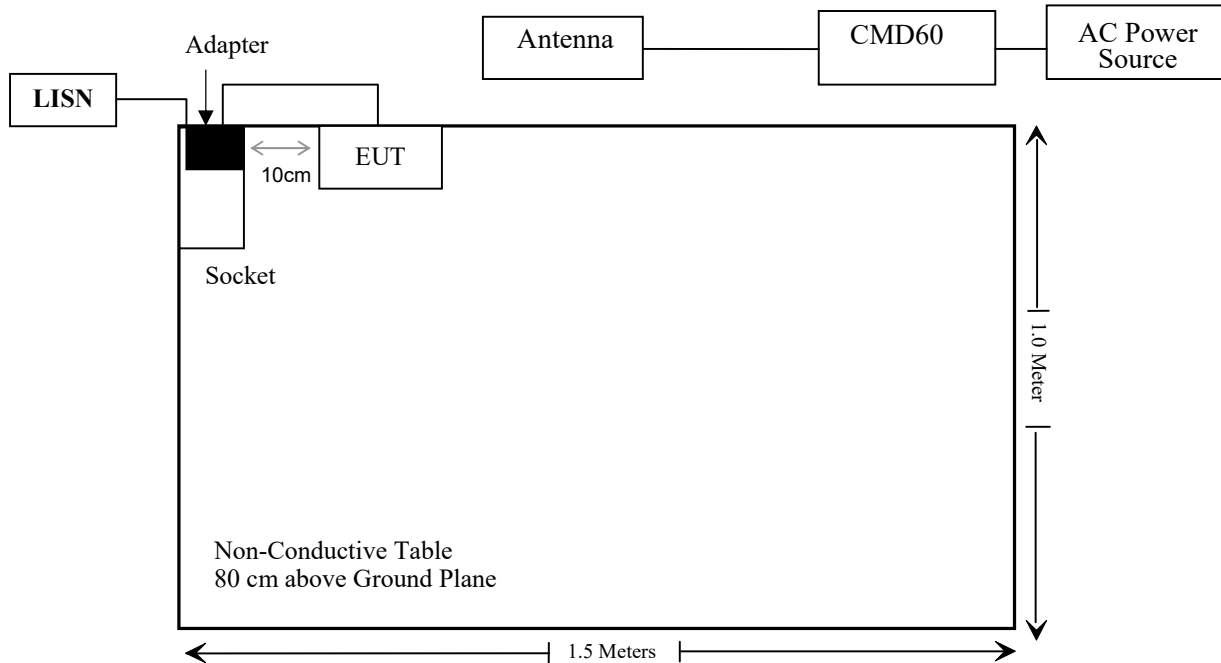 Antenna
CMD60
AC Power
Source
Adapter
LISN
EUT
10cm
Socket
1.0 Meter
Non-Conductive Table
80 cm above Ground Plane
1.5 Meters